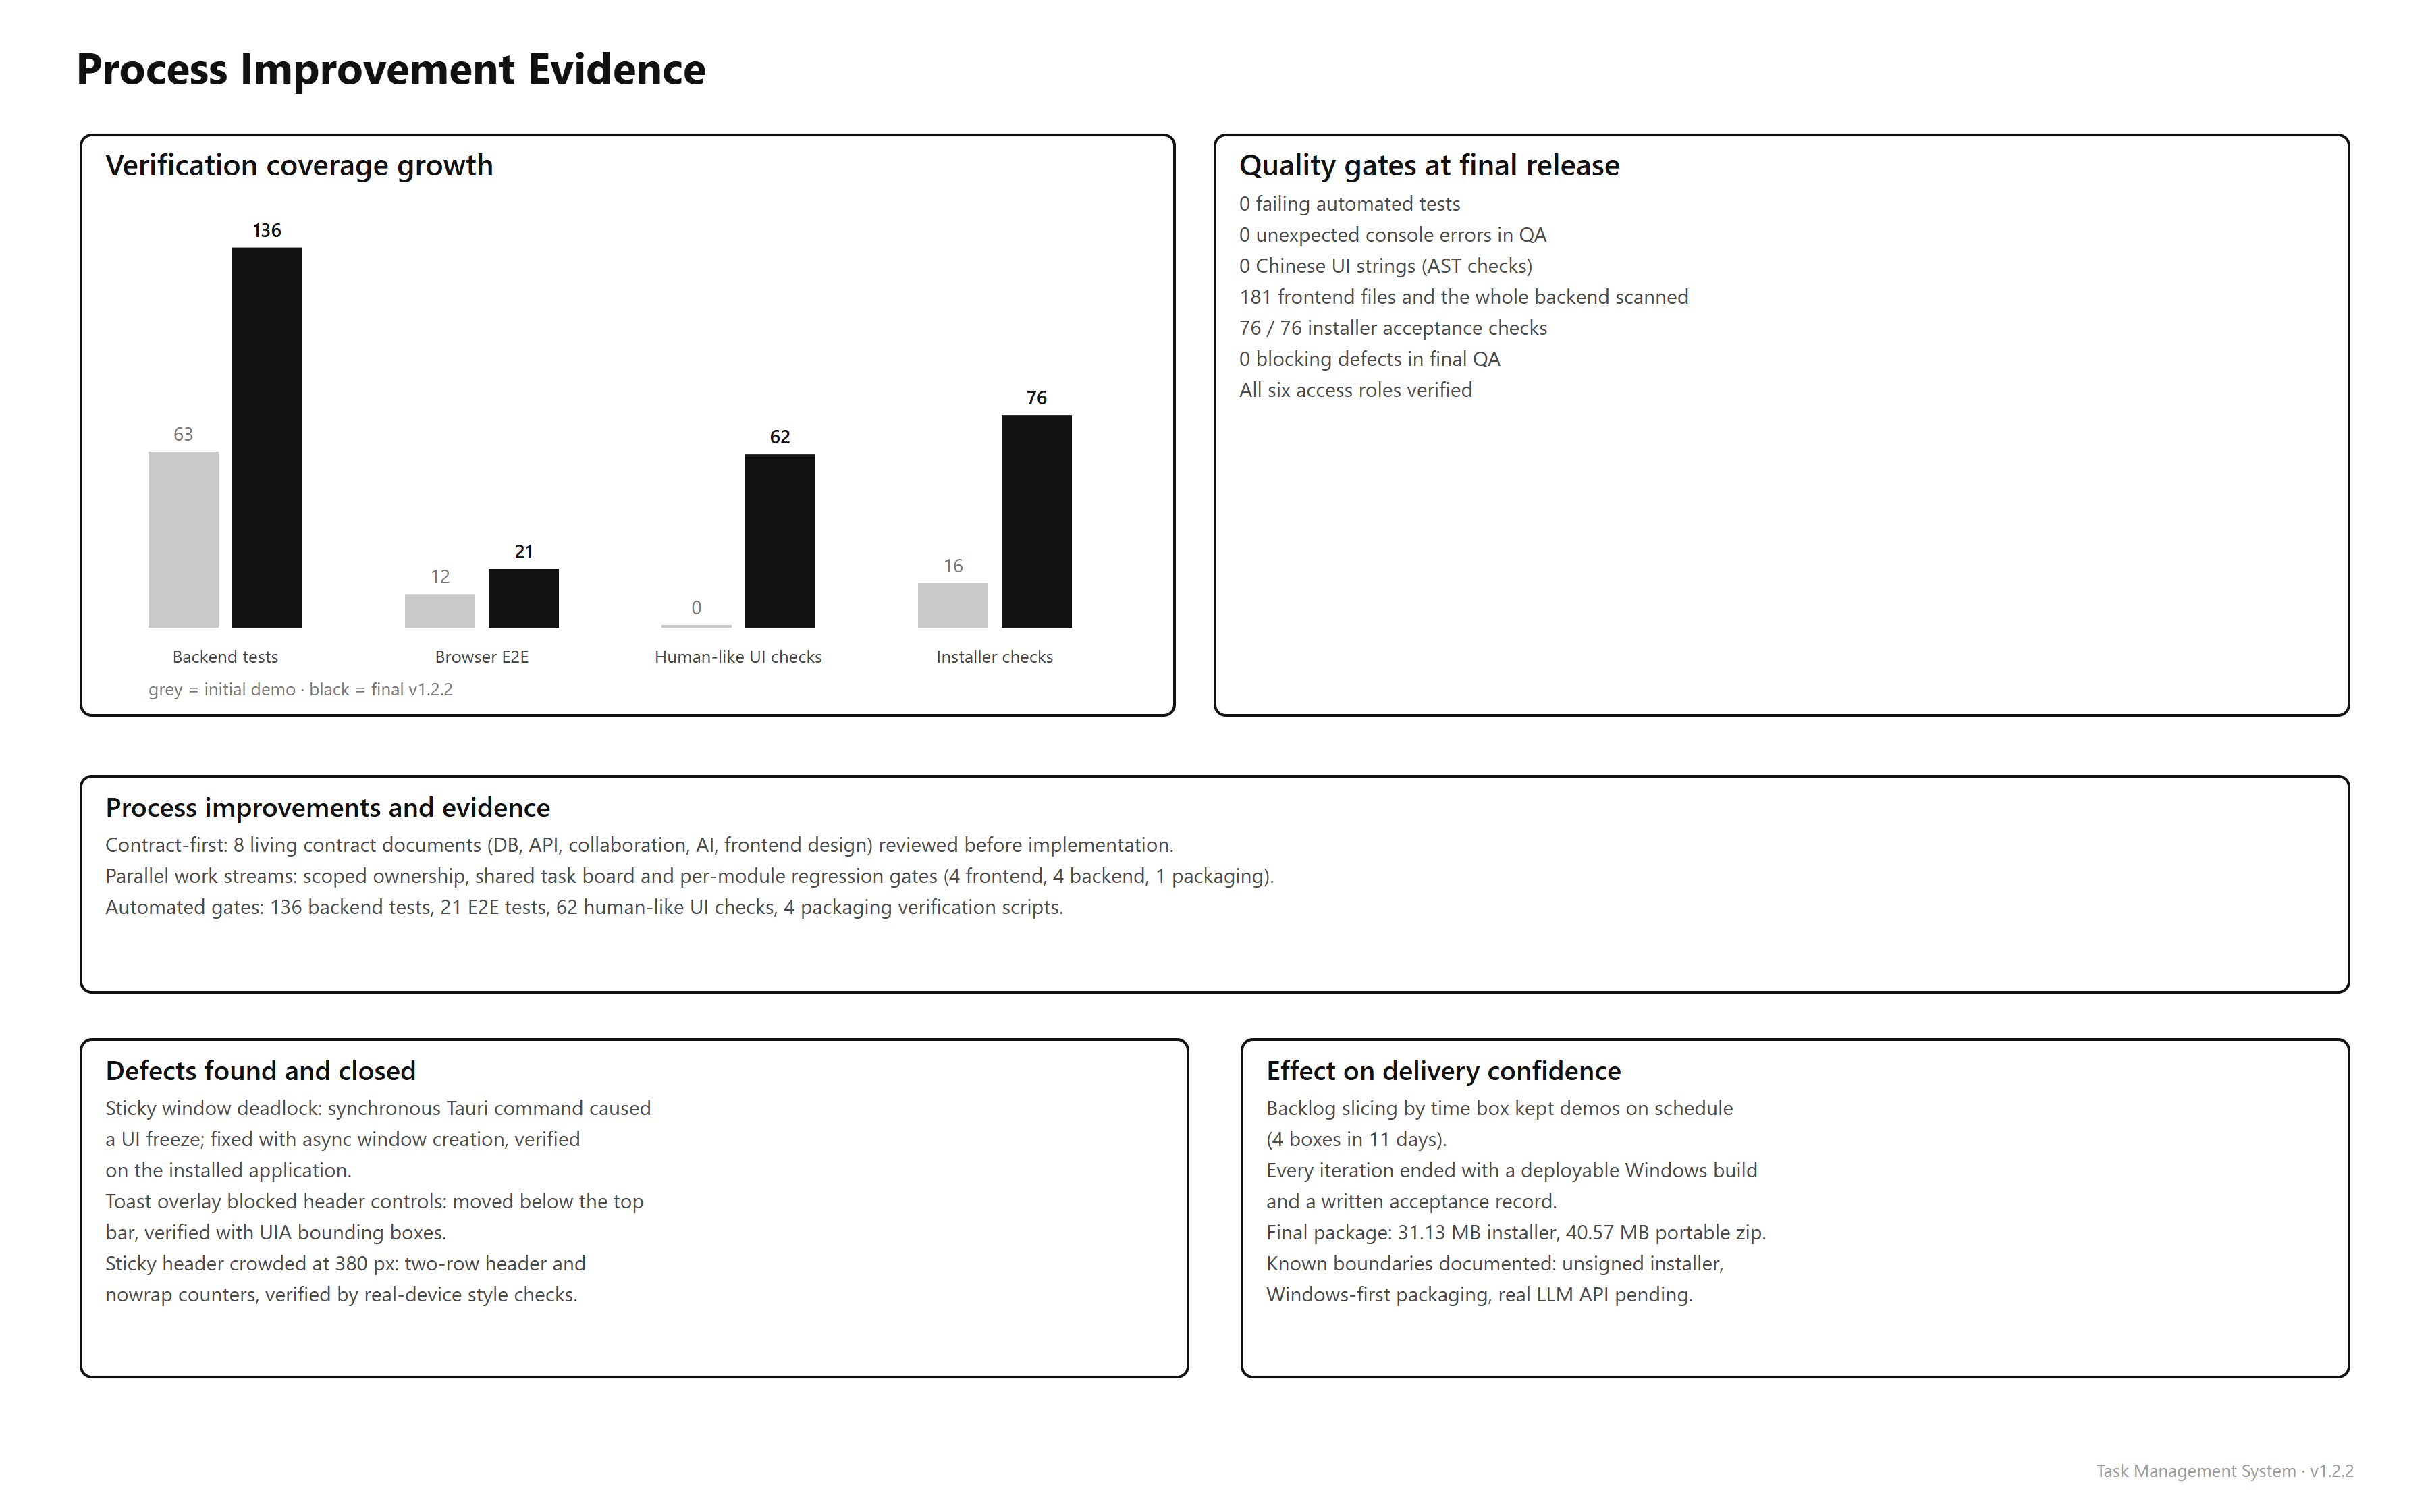 Process Improvement Evidence
Verification coverage growth
136
63
12
21
0
62
16
76
Backend tests
Browser E2E
Human-like UI checks
Installer checks
grey = initial demo · black = final v1.2.2
Quality gates at final release
0 failing automated tests
0 unexpected console errors in QA
0 Chinese UI strings (AST checks)
181 frontend files and the whole backend scanned
76 / 76 installer acceptance checks
0 blocking defects in final QA
All six access roles verified
Process improvements and evidence
Contract-first: 8 living contract documents (DB, API, collaboration, AI, frontend design) reviewed before implementation.
Parallel work streams: scoped ownership, shared task board and per-module regression gates (4 frontend, 4 backend, 1 packaging).
Automated gates: 136 backend tests, 21 E2E tests, 62 human-like UI checks, 4 packaging verification scripts.
Defects found and closed
Sticky window deadlock: synchronous Tauri command caused
a UI freeze; fixed with async window creation, verified
on the installed application.
Toast overlay blocked header controls: moved below the top
bar, verified with UIA bounding boxes.
Sticky header crowded at 380 px: two-row header and
nowrap counters, verified by real-device style checks.
Effect on delivery confidence
Backlog slicing by time box kept demos on schedule
(4 boxes in 11 days).
Every iteration ended with a deployable Windows build
and a written acceptance record.
Final package: 31.13 MB installer, 40.57 MB portable zip.
Known boundaries documented: unsigned installer,
Windows-first packaging, real LLM API pending.
Task Management System · v1.2.2